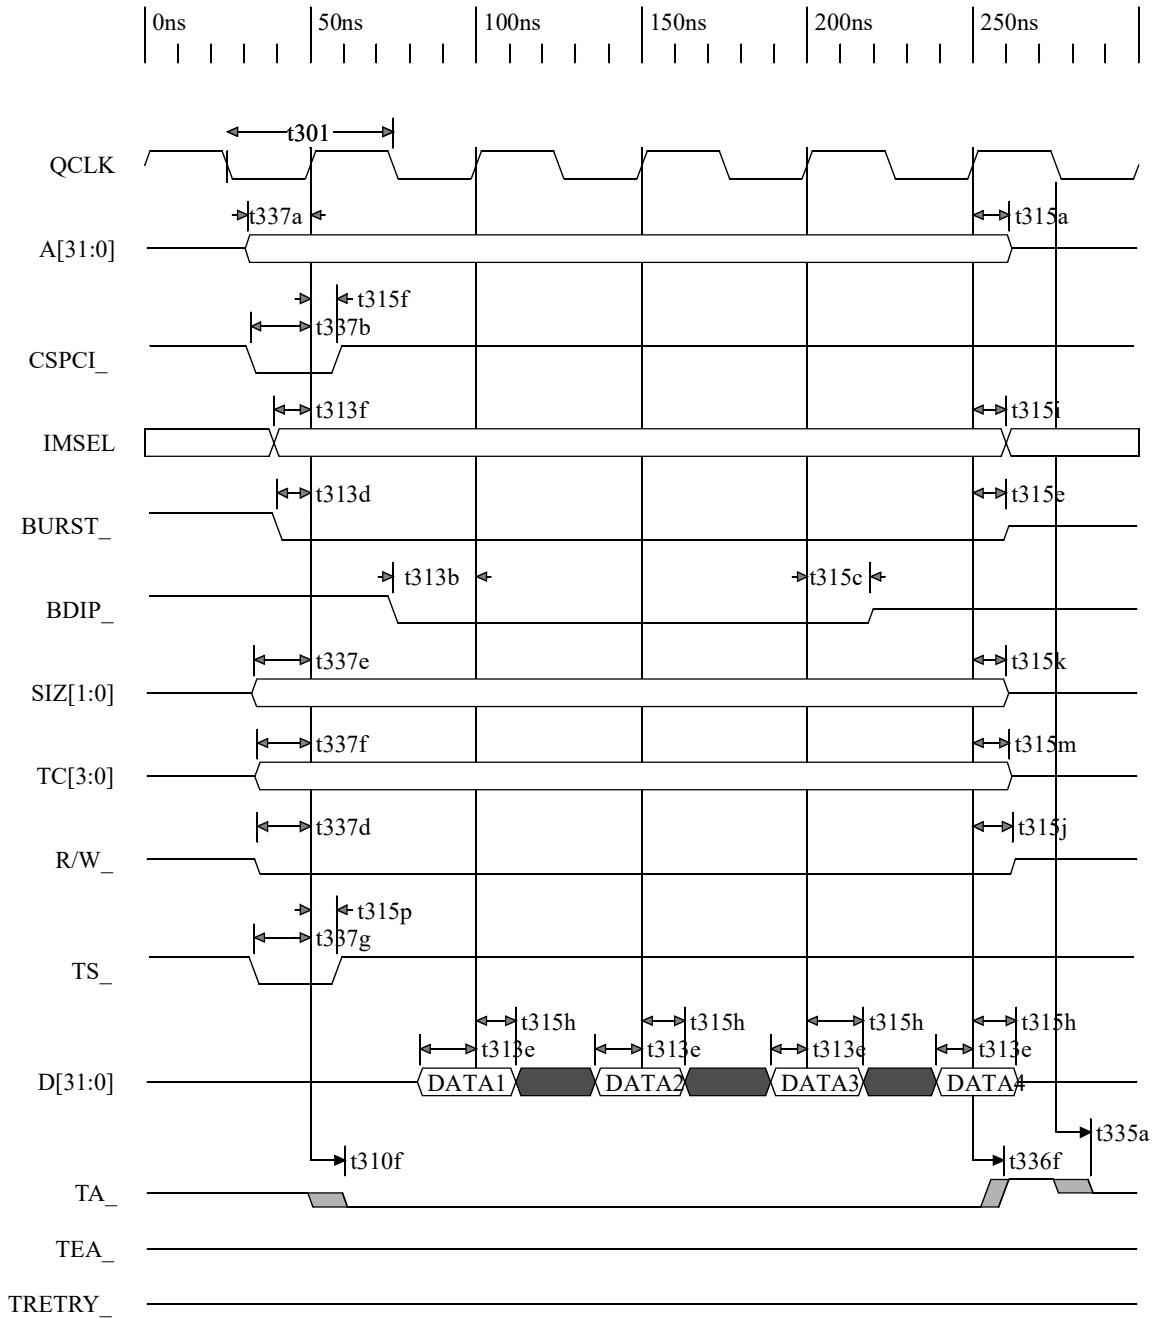 0ns 50ns 100ns 150ns 200ns 250ns
t301
QCLK
t337a t315a
A[31:0]
t315f
t337b
CSPCI_
t313f t315i
IMSEL
t313d t315e
BURST_
t313b t315c
BDIP_
t337e t315k
SIZ[1:0]
t337f t315m
TC[3:0]
t337d t315j
R/W_
t315p
t337g
TS_
t315h t315h t315h t315h
t313e t313e t313e t313e
D[31:0] DATA1 DATA2 DATA3 DATA4
t335a
t310f t336f
TA_
TEA_
TRETRY_